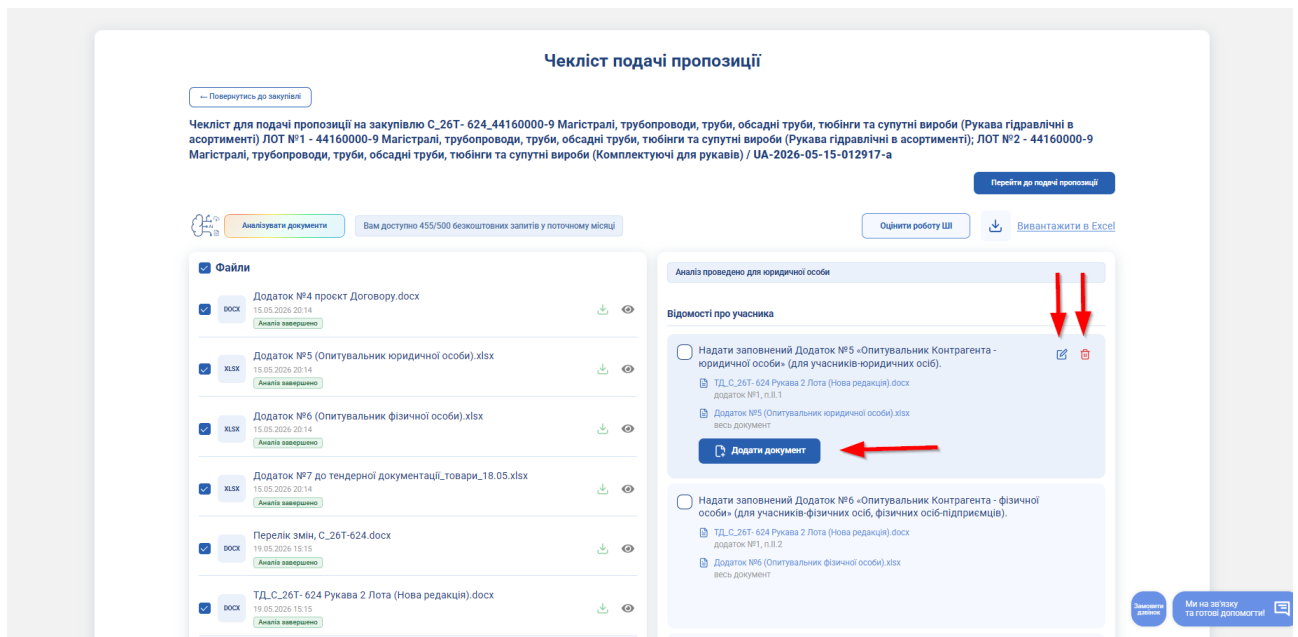 Чекліст подачі пропозиції
← Повернутись до закупівлі
Чекліст для подачі пропозиції на закупівлю С_26Т- 624_44160000-9 Магістралі, трубопроводи, труби, обсадні труби, тюбінги та супутні вироби (Рукава гідравлічні в
асортименті) ЛОТ №1 - 44160000-9 Магістралі, трубопроводи, труби, обсадні труби, тюбінги та супутні вироби (Рукава гідравлічні в асортименті); ЛОТ №2 - 44160000-9
Магістралі, трубопроводи, труби, обсадні труби, тюбінги та супутні вироби (Комплектуючі для рукавів) / UA-2026-05-15-012917-a
Перейти до подачі пропозиції
Аналізувати документи
Вам доступно 455/500 безкоштовних запитів у поточному місяці
Оцінити роботу ШІ
Вивантажити в Excel
Файли
DOCX
Додаток №4 проєкт Договору.docx
15.05.2026 20:14
Аналіз завершено
XLSX
Додаток №5 (Опитувальник юридичної особи).xlsx
15.05.2026 20:14
Аналіз завершено
XLSX
Додаток №6 (Опитувальник фізичної особи).xlsx
15.05.2026 20:14
Аналіз завершено
XLSX
Додаток №7 до тендерної документації_товари_18.05.xlsx
15.05.2026 20:14
Аналіз завершено
DOCX
Перелік змін, С_26Т-624.docx
19.05.2026 15:15
Аналіз завершено
DOCX
ТД_С_26Т- 624 Рукава 2 Лота (Нова редакція).docx
19.05.2026 15:15
Аналіз завершено
Аналіз проведено для юридичної особи
Відомості про учасника
Надати заповнений Додаток №5 «Опитувальник Контрагента -
юридичної особи» (для учасників-юридичних осіб).
ТД_С_26Т- 624 Рукава 2 Лота (Нова редакція).docx
додаток №1, п.ІІ.1
Додаток №5 (Опитувальник юридичної особи).xlsx
весь документ
Додати документ
Надати заповнений Додаток №6 «Опитувальник Контрагента - фізичної
особи» (для учасників-фізичних осіб, фізичних осіб-підприємців).
ТД_С_26Т- 624 Рукава 2 Лота (Нова редакція).docx
додаток №1, п.ІІ.2
Додаток №6 (Опитувальник фізичної особи).xlsx
весь документ
Замовити
дзвінок
Ми на зв'язку
та готові допомогти!